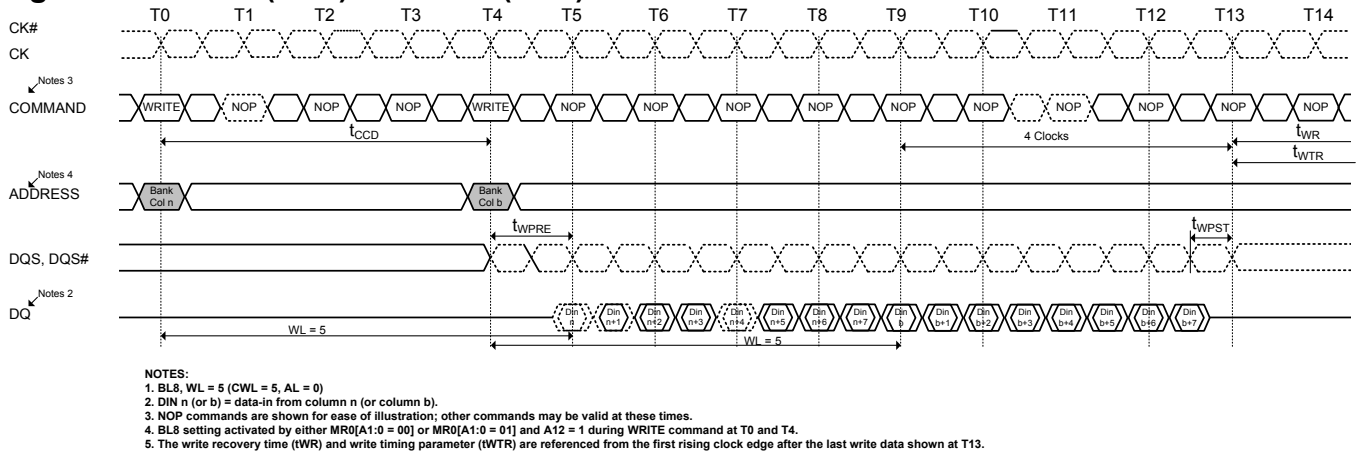 T0 T1 T2 T3 T4 T5 T6 T7 T8 T9 T10 T11 T12 T13 T14
CK#
CK
Notes 3
COMMAND WRITE NOP NOP NOP WRITE NOP NOP NOP NOP NOP NOP NOP NOP NOP NOP
tCCD 4 Clocks tWR
tWTR
Notes 4
ADDRESS
Bank Col n
Bank Col b
tWPRE tWPST
DQS, DQS#
Notes 2
DQ
Din n
Din n+1
Din n+2
Din n+3
Din n+4
Din n+5
Din n+6
Din n+7
Din b
Din b+1
Din b+2
Din b+3
Din b+4
Din b+5
Din b+6
Din b+7
WL = 5
WL = 5
NOTES:
1. BL8, WL = 5 (CWL = 5, AL = 0)
2. DIN n (or b) = data-in from column n (or column b).
3. NOP commands are shown for ease of illustration; other commands may be valid at these times.
4. BL8 setting activated by either MR0[A1:0 = 00] or MR0[A1:0 = 01] and A12 = 1 during WRITE command at T0 and T4.
5. The write recovery time (tWR) and write timing parameter (tWTR) are referenced from the first rising clock edge after the last write data shown at T13.